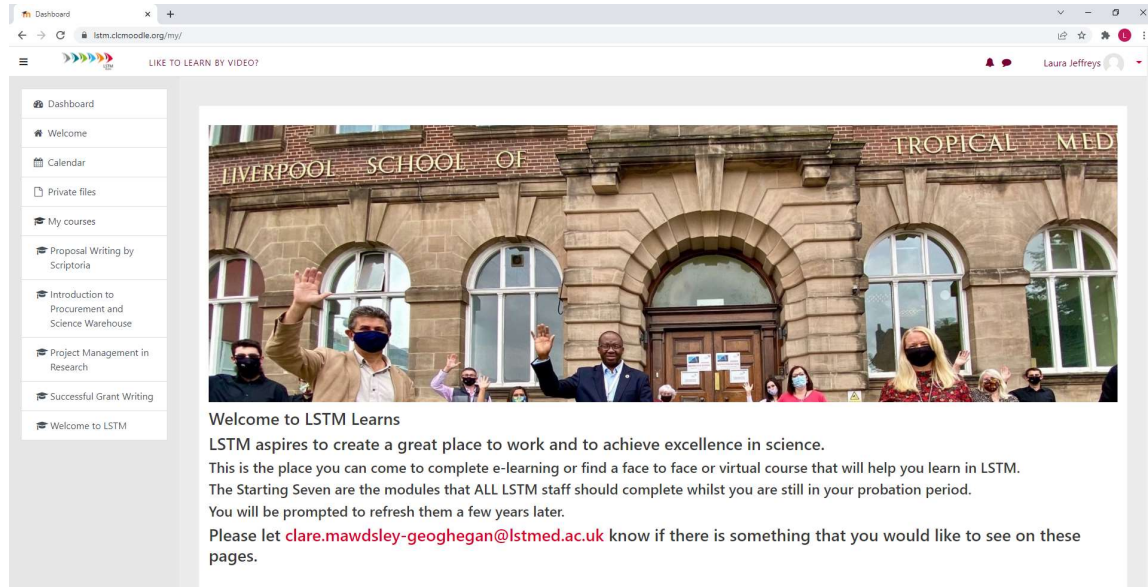 Dashboard
lstm.clcmoodle.org/my/
L
LSTM
LIKE TO LEARN BY VIDEO?
Laura Jeffreys
Dashboard
Welcome
Calendar
Private files
My courses
Proposal Writing by
Scriptoria
Introduction to
Procurement and
Science Warehouse
Project Management in
Research
Successful Grant Writing
Welcome to LSTM
LIVERPOOL SCHOOL OF TROPICAL MED
Welcome to LSTM Learns
LSTM aspires to create a great place to work and to achieve excellence in science.
This is the place you can come to complete e-learning or find a face to face or virtual course that will help you learn in LSTM.
The Starting Seven are the modules that ALL LSTM staff should complete whilst you are still in your probation period.
You will be prompted to refresh them a few years later.
Please let clare.mawdsley-geoghegan@lstmed.ac.uk know if there is something that you would like to see on these
pages.